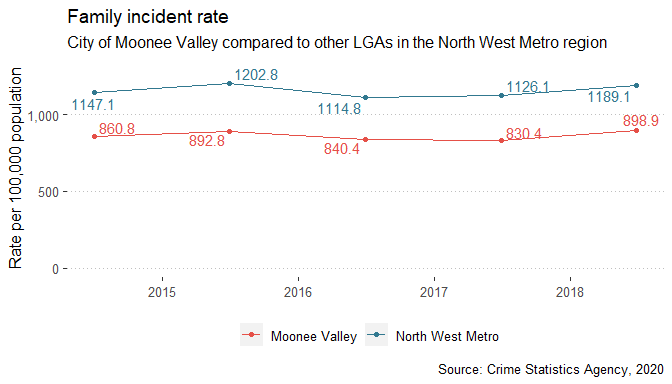 Family incident rate
City of Moonee Valley compared to other LGAs in the North West Metro region
Rate per 100,000 population
1,000
500
0
1147.1
1202.8
1114.8
1126.1
1189.1
860.8
892.8
840.4
830.4
898.9
2015
2016
2017
2018
Moonee Valley
North West Metro
Source: Crime Statistics Agency, 2020